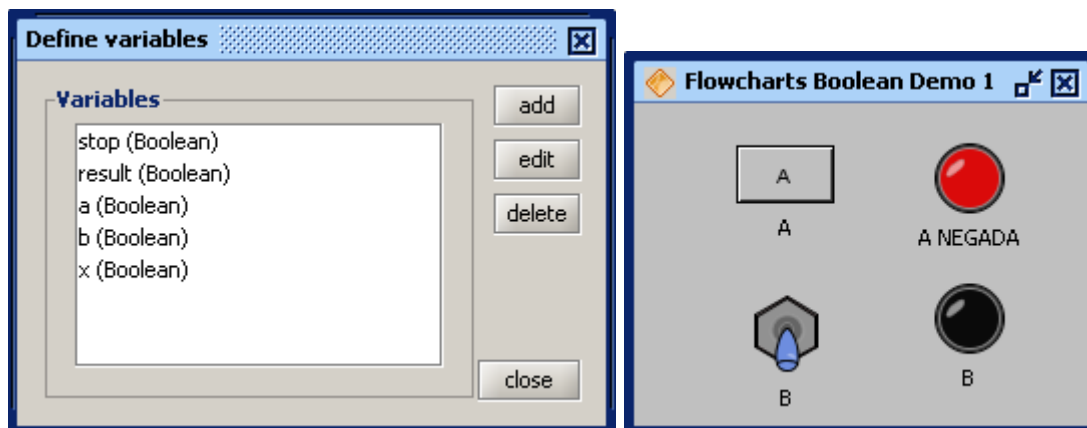 Define variables
Variables
stop (Boolean)
result (Boolean)
a (Boolean)
b (Boolean)
x (Boolean)
add
edit
delete
close
Flowcharts Boolean Demo 1
A
A
A NEGADA
B
B